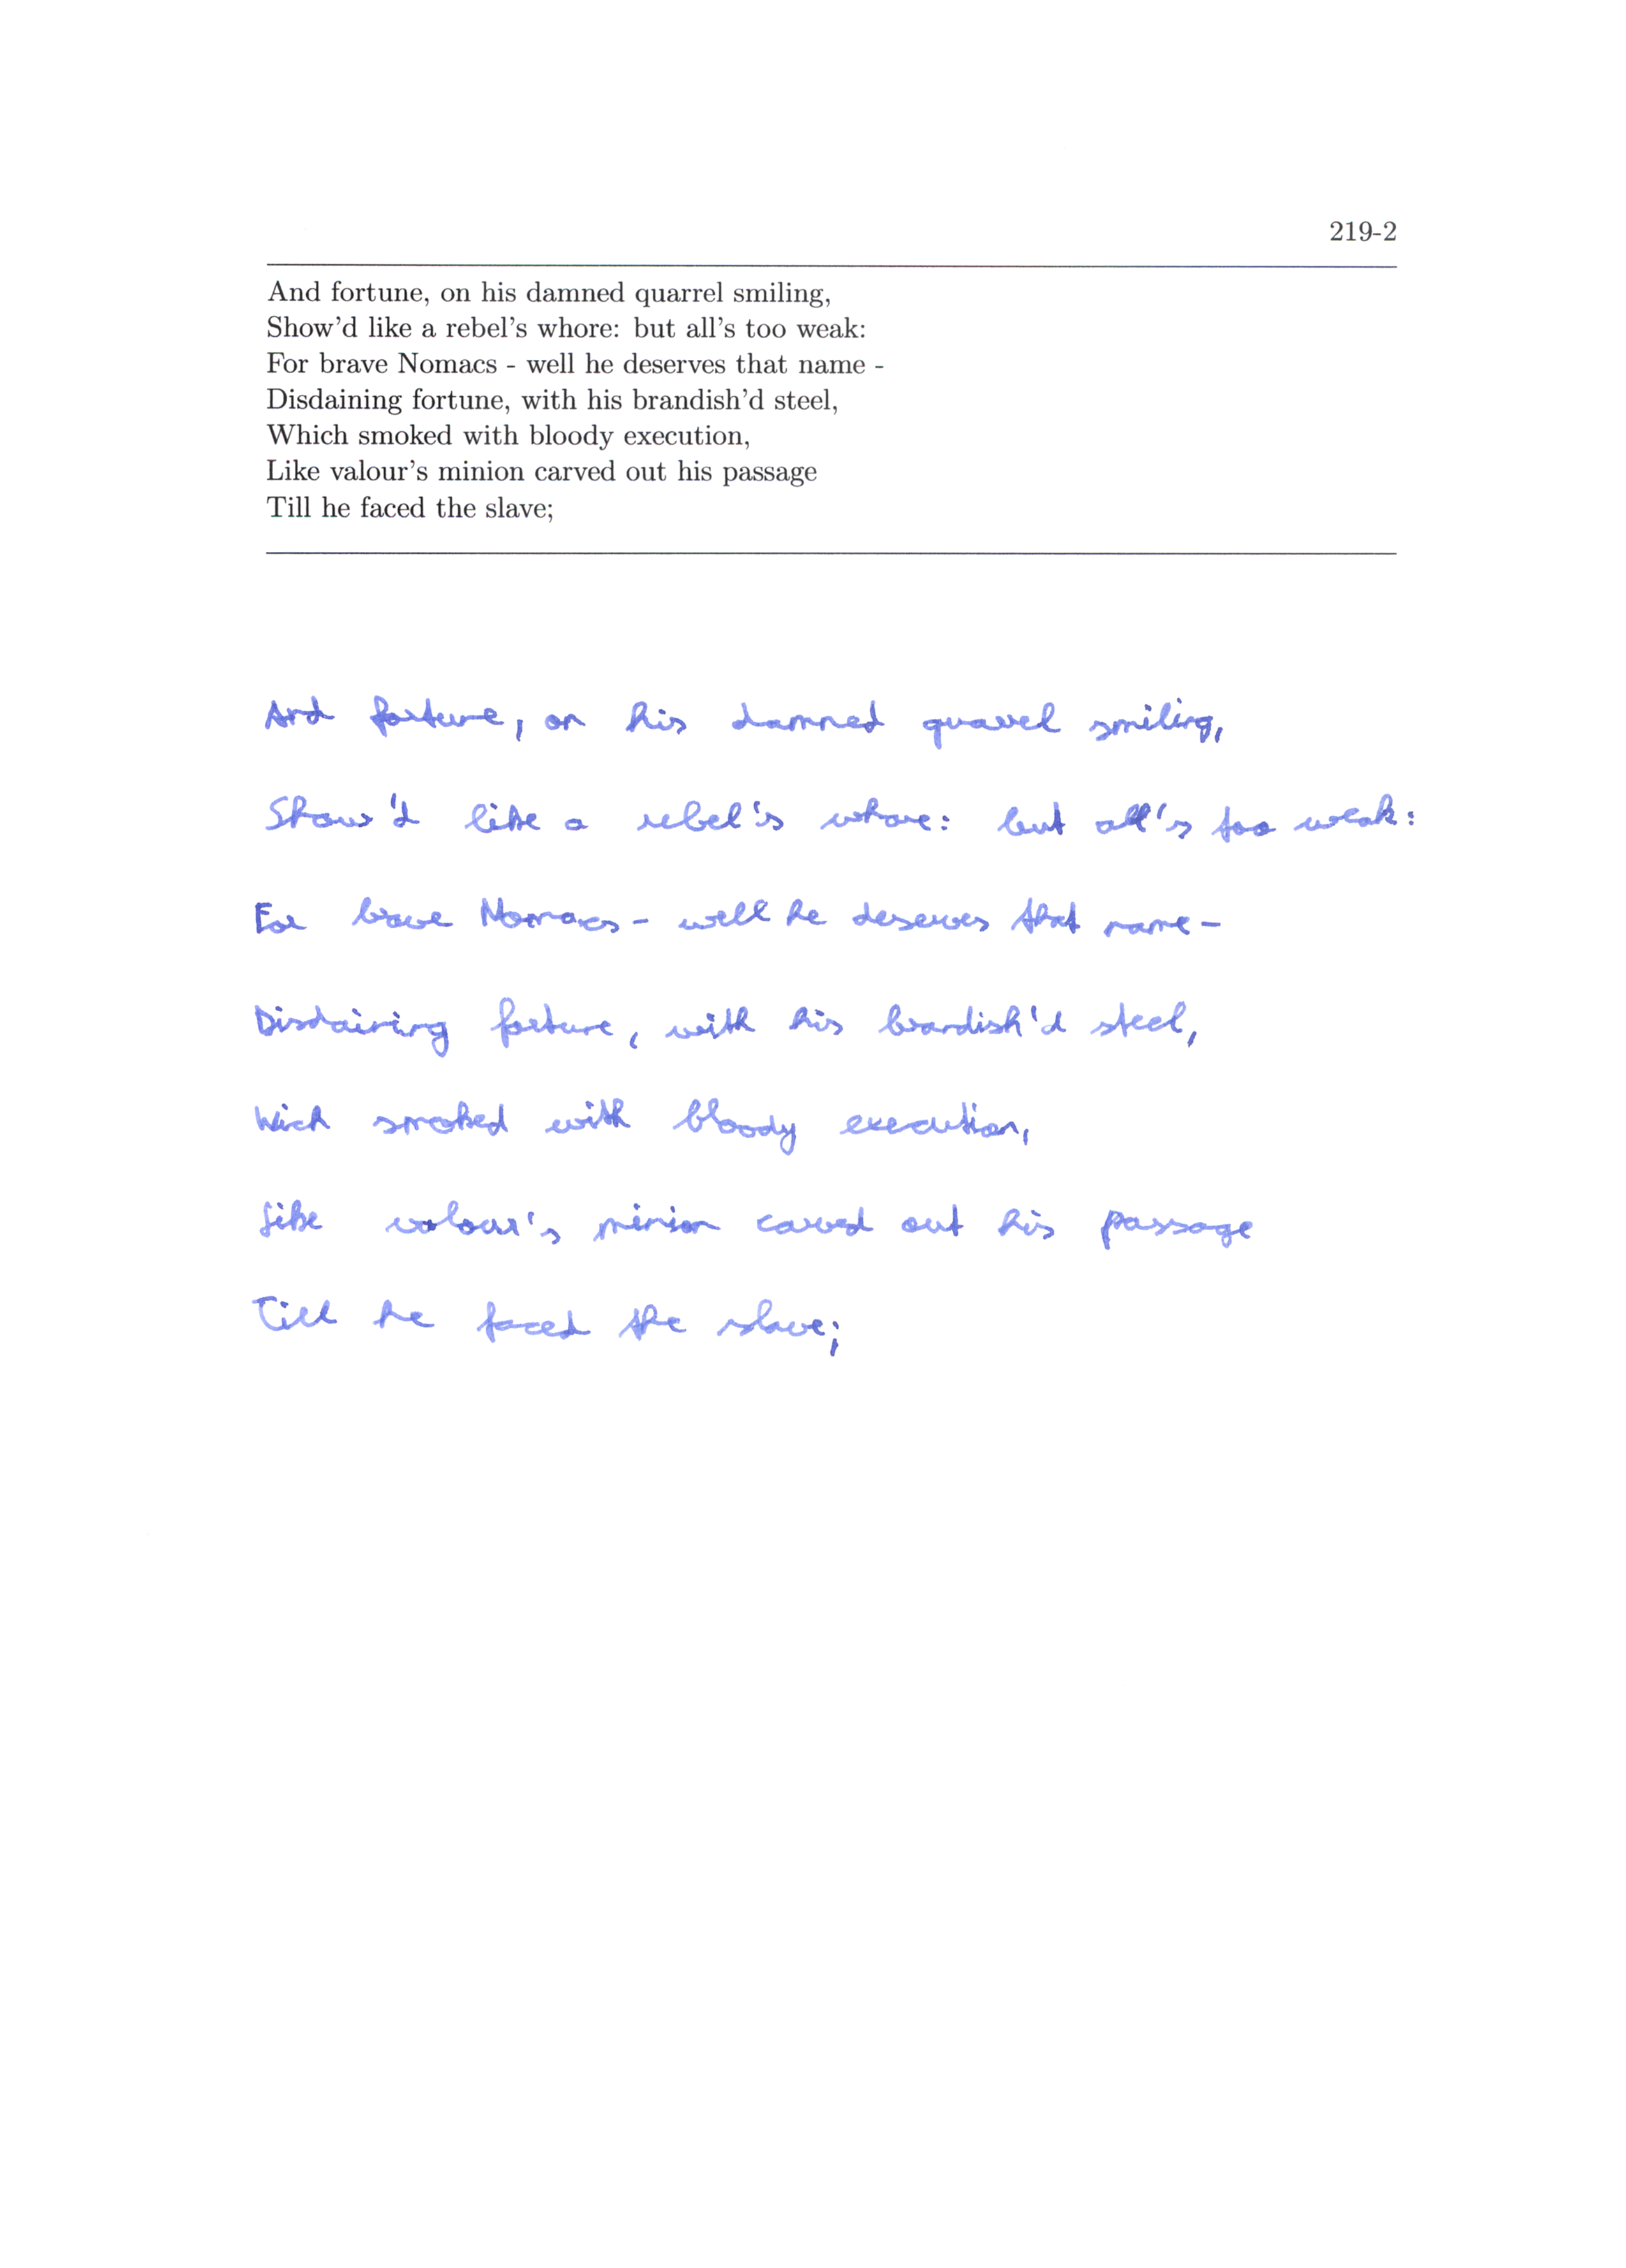 219-2
And fortune, on his damned quarrel smiling,
Show'd like a rebel's whore: but all's too weak:
For brave Nomacs - well he deserves that name -
Disdaining fortune, with his brandish'd steel,
Which smoked with bloody execution,
Like valour's minion carved out his passage
Till he faced the slave;
And fortune, on his damned quarrel smiling,
Show'd like a rebel's whore: but all's too weak:
For brave Nomacs - well he deserves that name -
Disdaining fortune, with his brandish'd steel,
Wich smoked with bloody execution,
Like valour's minion carved out his passage
Till he faced the slave;